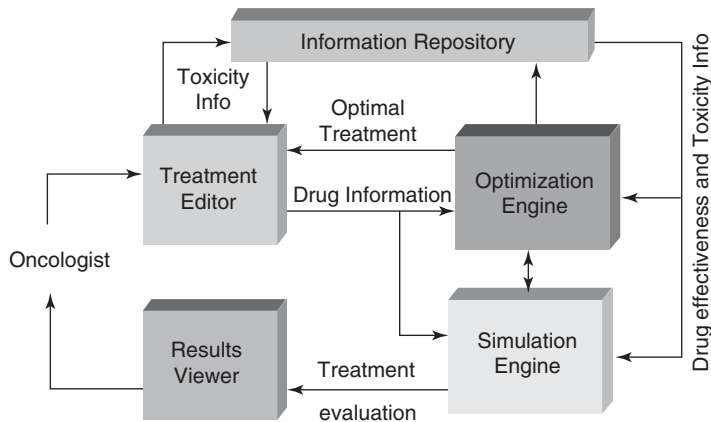 Information Repository
Toxicity
Info
Optimal
Treatment
Treatment
Editor
Optimization
Engine
Drug Information
Oncologist
Results
Viewer
Simulation
Engine
Treatment
evaluation
Drug effectiveness and Toxicity Info